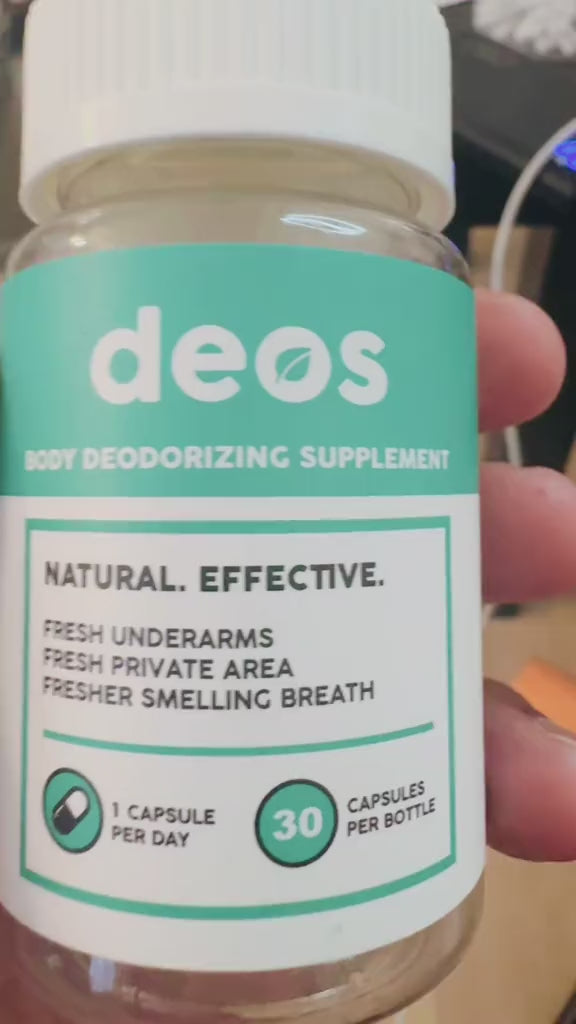 deos
BODY DEODORIZING SUPPLEMENT
NATURAL. EFFECTIVE.
FRESH UNDERARMS
FRESH PRIVATE AREA
FRESHER SMELLING BREATH
1 CAPSULE
PER DAY
30
CAPSULES
PER BOTTLE